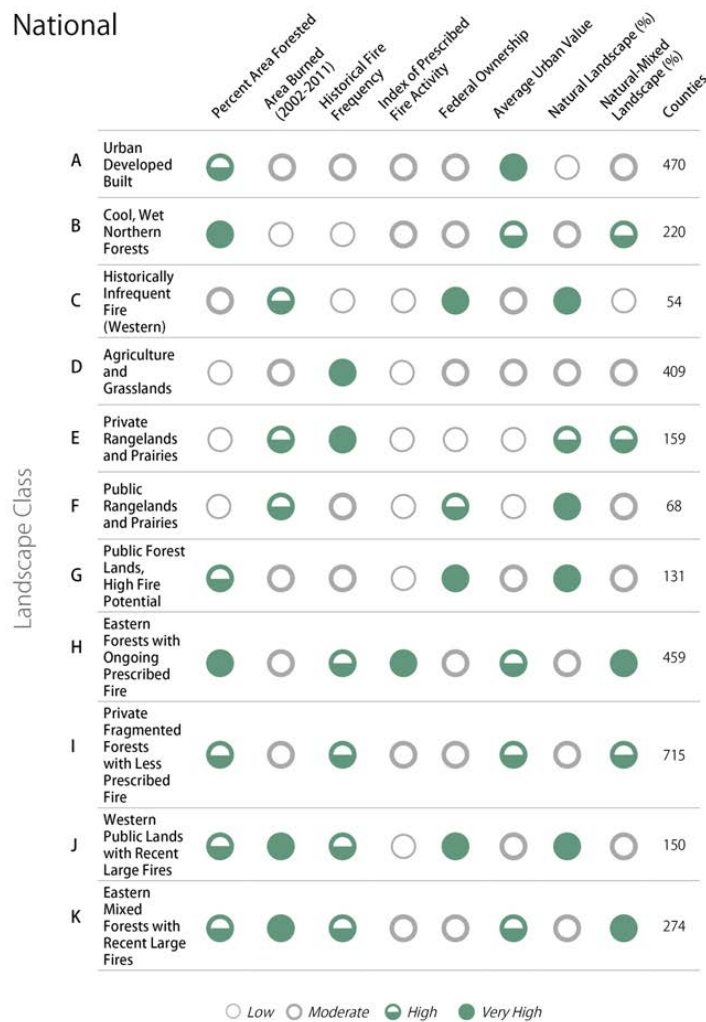 National
Percent Area Forested
Area Burned
(2002-2011)
Historical Fire
Frequency
Index of Prescribed
Fire Activity
Federal Ownership
Average Urban Value
Natural Landscape (%)
Natural-Mixed
Landscape (%)
Counties
Landscape Class
A
Urban
Developed
Built
470
B
Cool, Wet
Northern
Forests
220
C
Historically
Infrequent
Fire
(Western)
54
D
Agriculture
and
Grasslands
409
E
Private
Rangelands
and Prairies
159
F
Public
Rangelands
and Prairies
68
G
Public Forest
Lands,
High Fire
Potential
131
H
Eastern
Forests with
Ongoing
Prescribed
Fire
459
I
Private
Fragmented
Forests
with Less
Prescribed
Fire
715
J
Western
Public Lands
with Recent
Large Fires
150
K
Eastern
Mixed
Forests with
Recent Large
Fires
274
Low Moderate High Very High